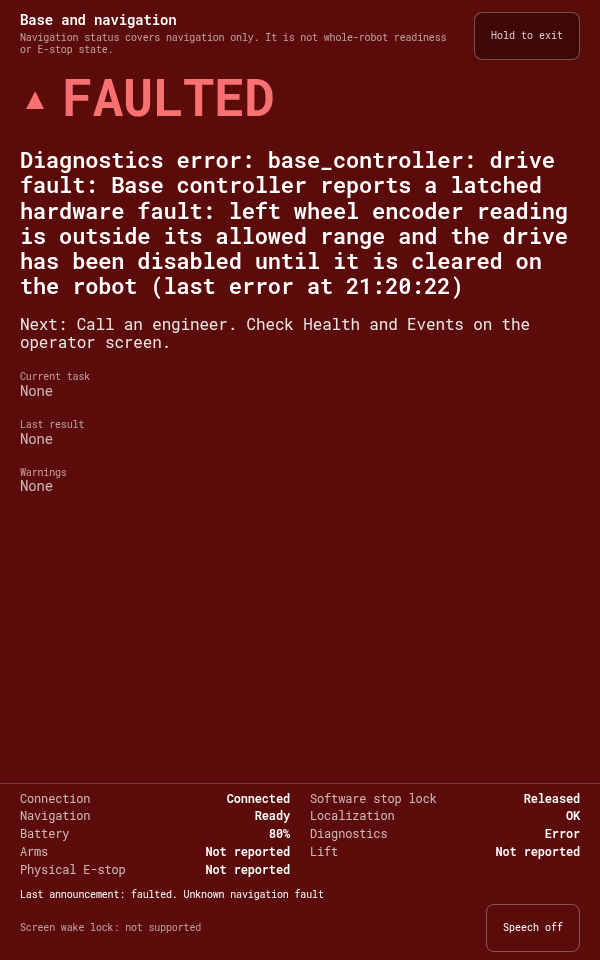 Base and navigation
Navigation status covers navigation only. It is not whole-robot readiness
or E-stop state.
Hold to exit
▲ FAULTED
Diagnostics error: base_controller: drive
fault: Base controller reports a latched
hardware fault: left wheel encoder reading
is outside its allowed range and the drive
has been disabled until it is cleared on
the robot (last error at 21:20:22)
Next: Call an engineer. Check Health and Events on the
operator screen.
Current task
None
Last result
None
Warnings
None
Connection Connected Software stop lock Released
Navigation Ready Localization OK
Battery 80% Diagnostics Error
Arms Not reported Lift Not reported
Physical E-stop Not reported
Last announcement: faulted. Unknown navigation fault
Screen wake lock: not supported
Speech off